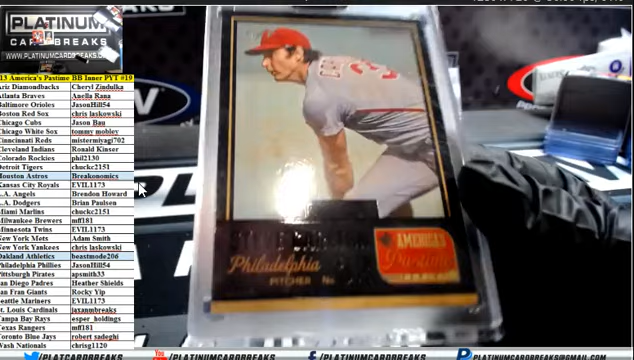 PLATINUM
CARD BREAKS
WWW.PLATINUMCARDBREAKS.COM
13 America's Pastime BB Inner PYT #19
Ariz Diamondbacks Cheryl Zindulka
Atlanta Braves Anella Rana
Baltimore Orioles JasonHill54
Boston Red Sox chris laskowski
Chicago Cubs Jason Bau
Chicago White Sox tommy mobley
Cincinnati Reds mistermiyagi702
Cleveland Indians Ronald Kinser
Colorado Rockies phil2130
Detroit Tigers chuckc2151
Houston Astros Breakonomics
Kansas City Royals EVIL1173
L.A. Angels Brendon Howard
L.A. Dodgers Brian Paulsen
Miami Marlins chuckc2151
Milwaukee Brewers mff181
Minnesota Twins EVIL1173
New York Mets Adam Smith
New York Yankees chris laskowski
Oakland Athletics beastmode206
Philadelphia Phillies JasonHill54
Pittsburgh Pirates apsmith33
San Diego Padres Heather Shields
San Fran Giants Rocky Yip
Seattle Mariners EVIL1173
St. Louis Cardinals jaxanmbreaks
Tampa Bay Rays esper_holdings
Texas Rangers mff181
Toronto Blue Jays robert sadeghi
Wash Nationals chrisg1120
AMERICA'S
Pastime
Philadelphia
PITCHER No
/PLATCARDBREAKS
You
/PLATINUMCARDBREAKS
/PLATINUMCARDBREAKS
PLATINUMCARDBREAKS@GMAIL.COM